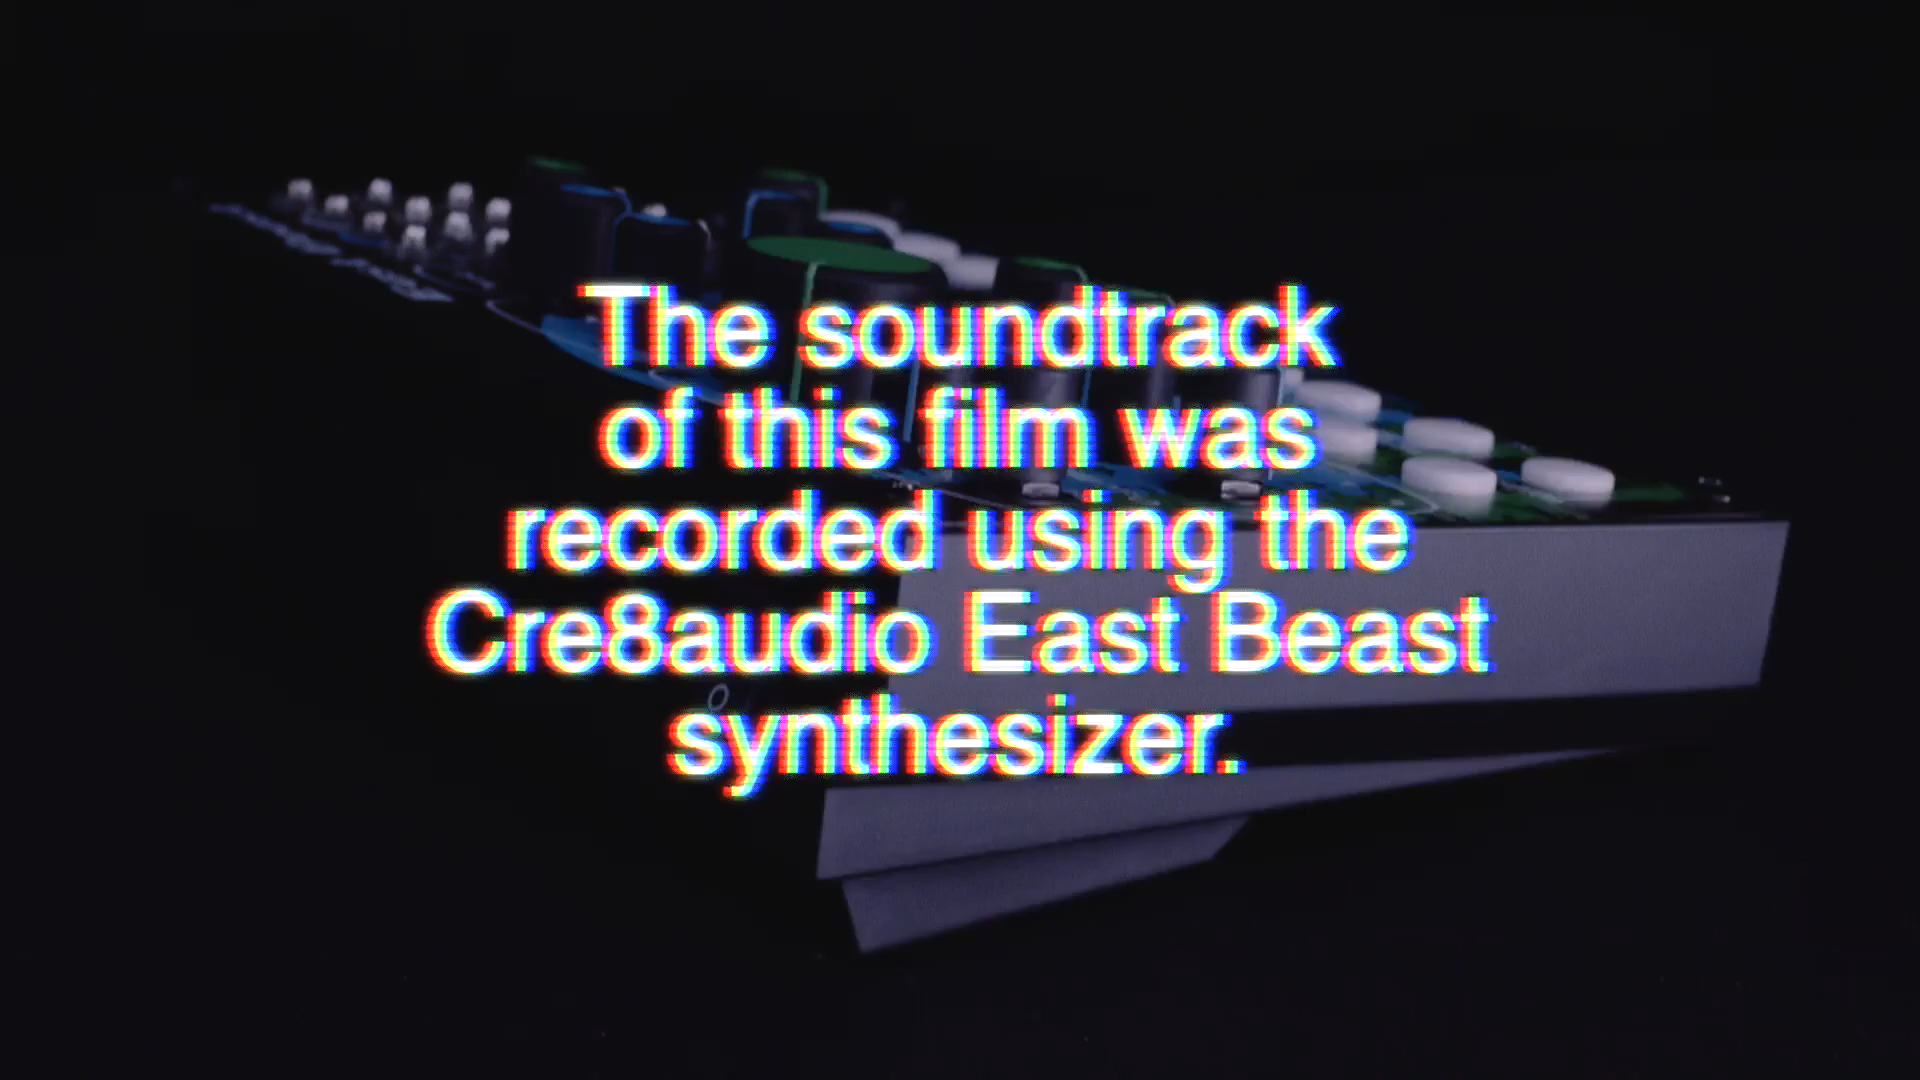 The soundtrack
of this film was
recorded using the
Cre8audio East Beast
synthesizer.